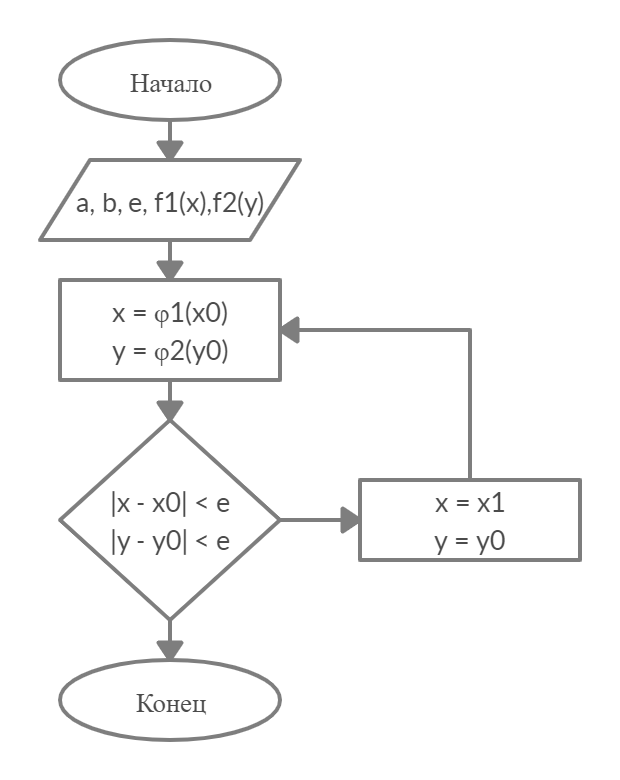 Начало
a, b, e, f1(x),f2(y)
x = φ1(x0)
y = φ2(y0)
|x - x0| < e
|y - y0| < e
x = x1
y = y0
Конец